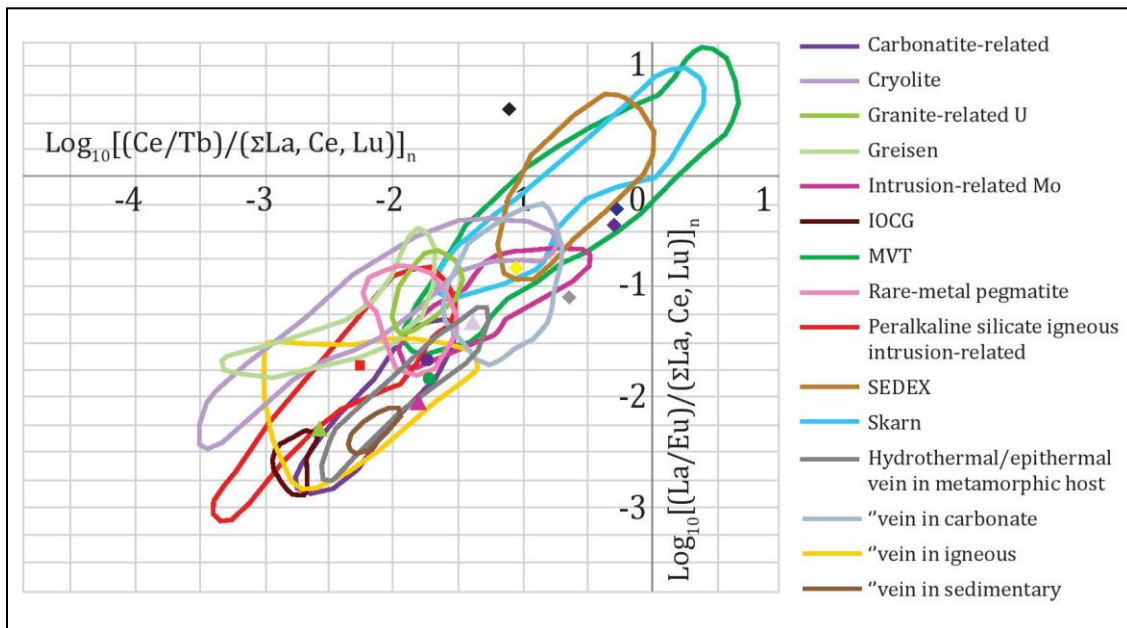 Log₁₀[(Ce/Tb)/(ΣLa, Ce, Lu)]ₙ
1
-4
-3
-2
-1
0
1
-1
-2
-3
Log₁₀[(La/Eu)/(ΣLa, Ce, Lu)]ₙ
Carbonatite-related
Cryolite
Granite-related U
Greisen
Intrusion-related Mo
IOCG
MVT
Rare-metal pegmatite
Peralkaline silicate igneous
intrusion-related
SEDEX
Skarn
Hydrothermal/epithermal
vein in metamorphic host
“vein in carbonate
“vein in igneous
“vein in sedimentary